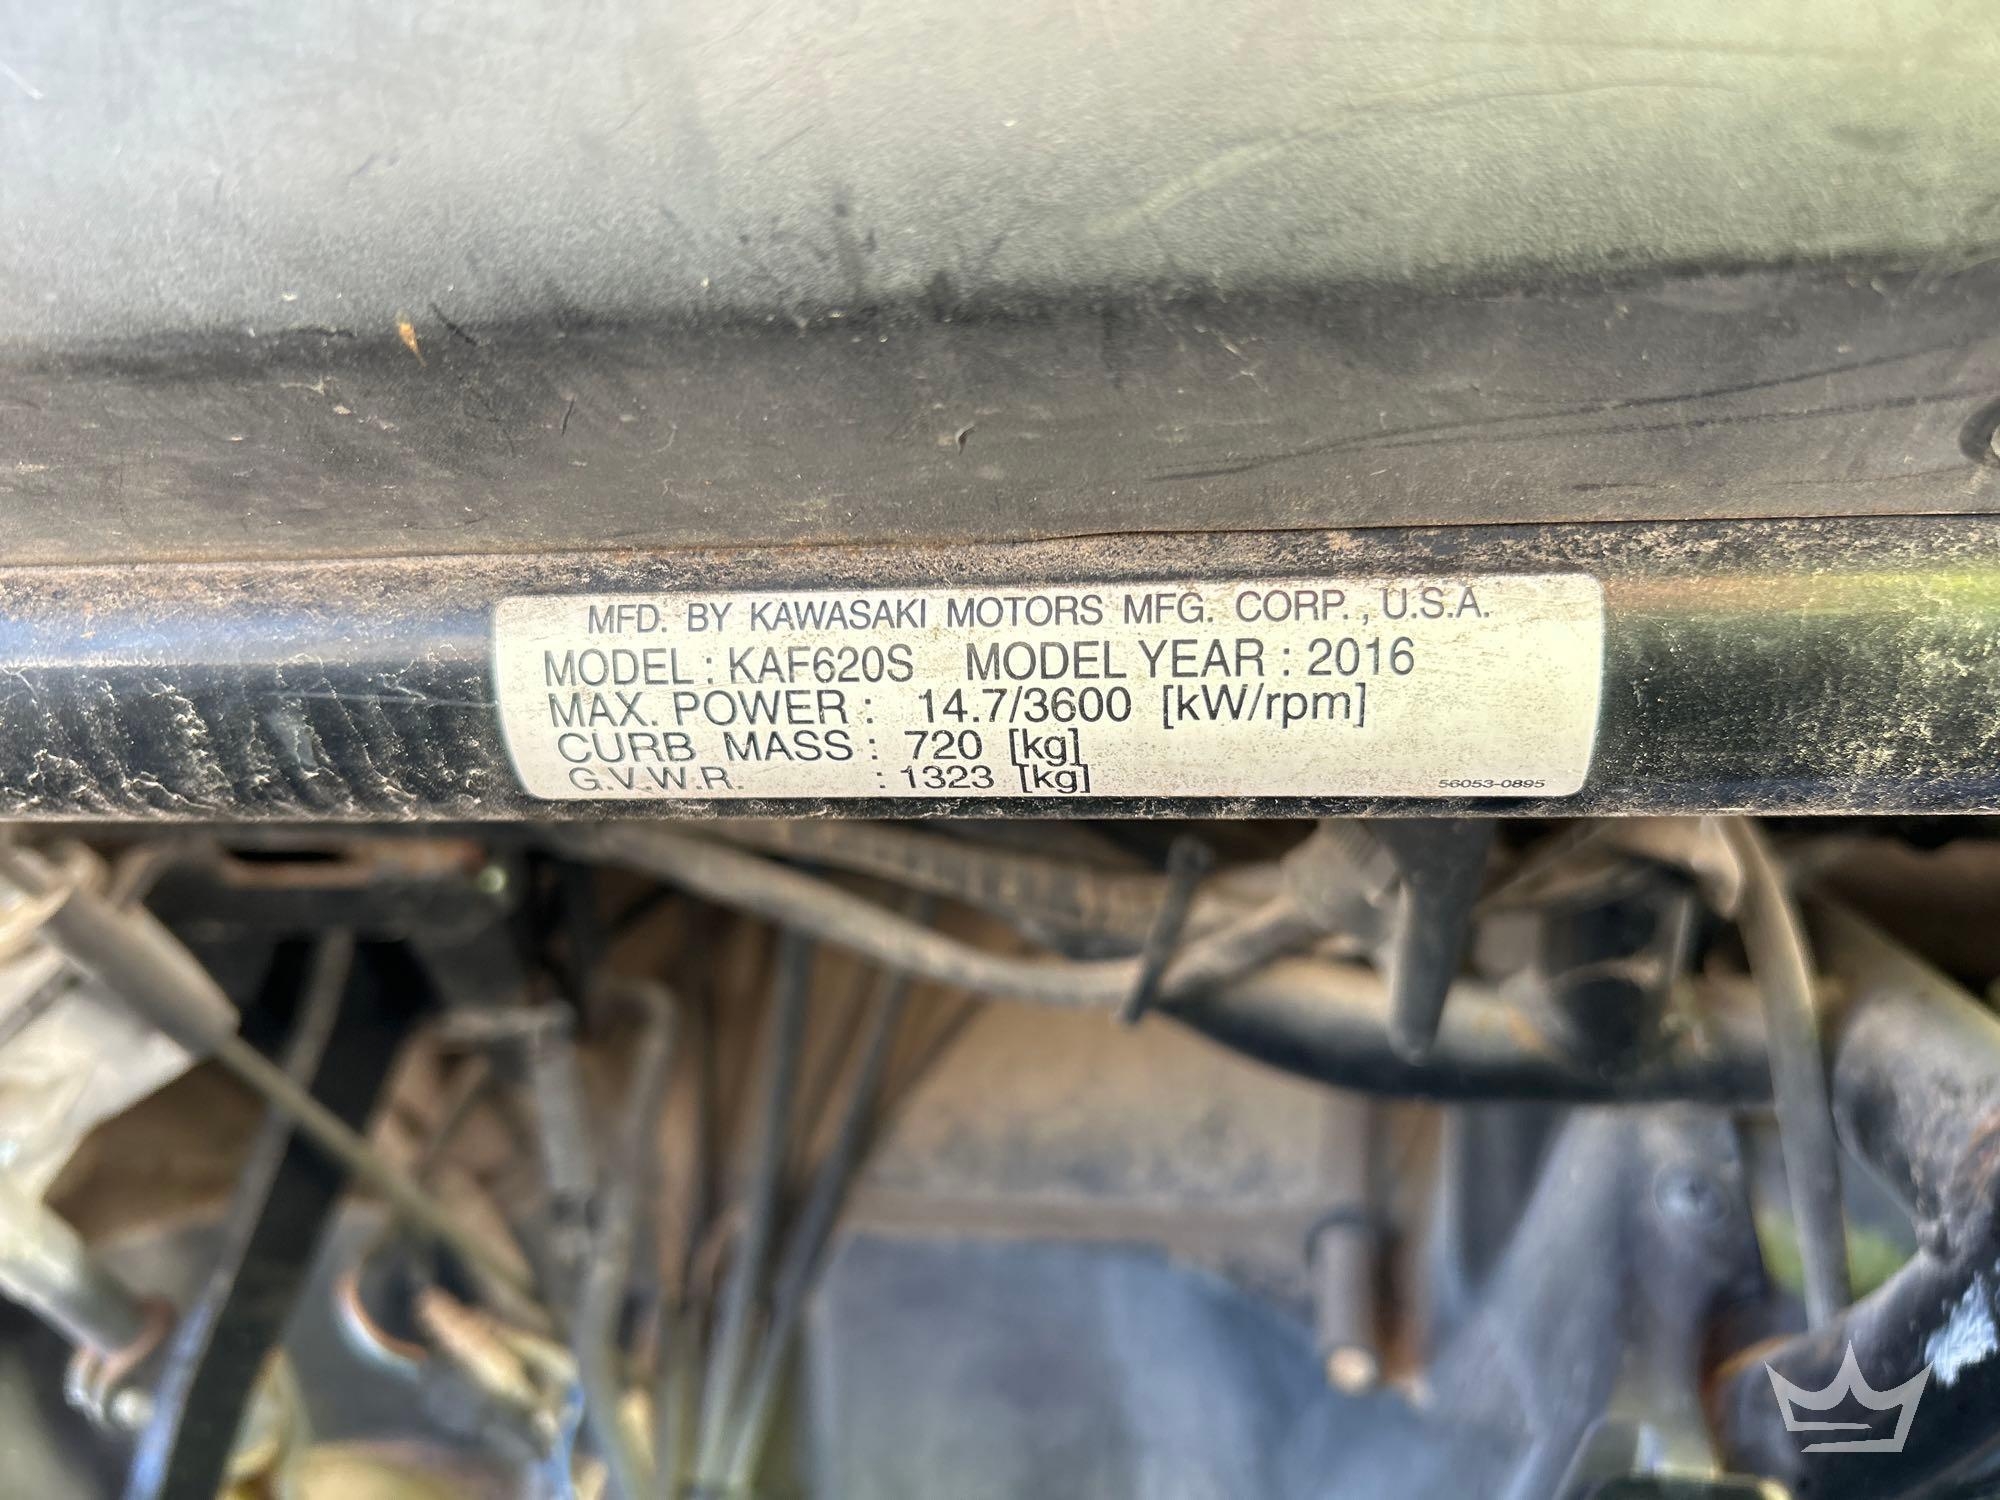 MFD. BY KAWASAKI MOTORS MFG. CORP., U.S.A.
MODEL : KAF620S MODEL YEAR : 2016
MAX. POWER : 14.7/3600 [kW/rpm]
CURB MASS : 720 [kg]
G.V.W.R. : 1323 [kg]
56053-0895